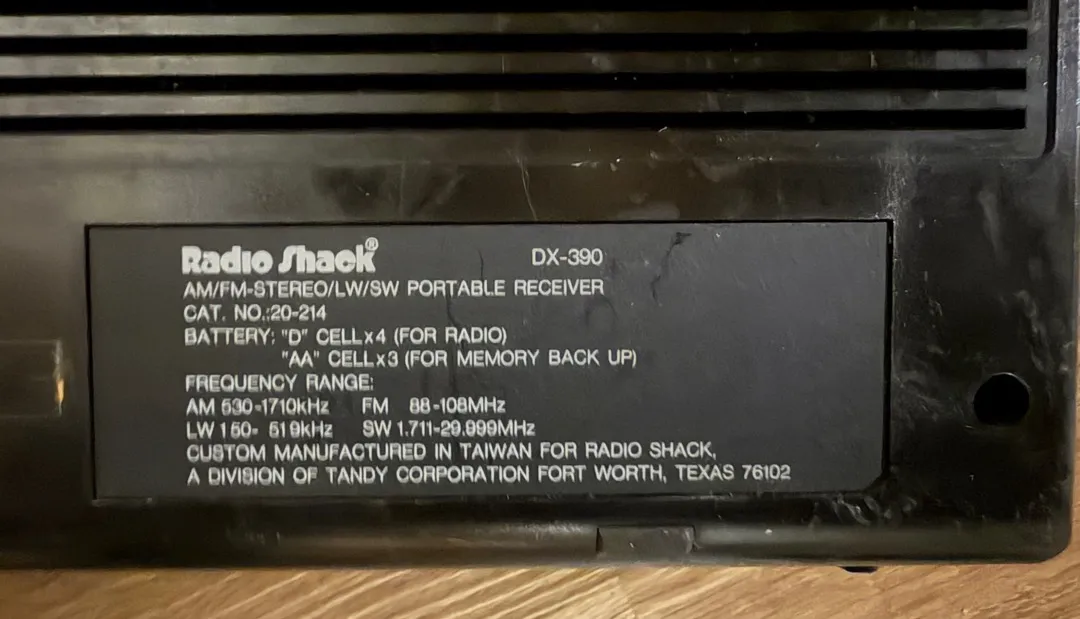 Radio Shack® DX-390
AM/FM-STEREO/LW/SW PORTABLE RECEIVER
CAT. NO.:20-214
BATTERY: "D" CELLx4 (FOR RADIO)
"AA" CELLx3 (FOR MEMORY BACK UP)
FREQUENCY RANGE:
AM 530-1710kHz FM 88-108MHz
LW 150- 519kHz SW 1.711-29.999MHz
CUSTOM MANUFACTURED IN TAIWAN FOR RADIO SHACK,
A DIVISION OF TANDY CORPORATION FORT WORTH, TEXAS 76102